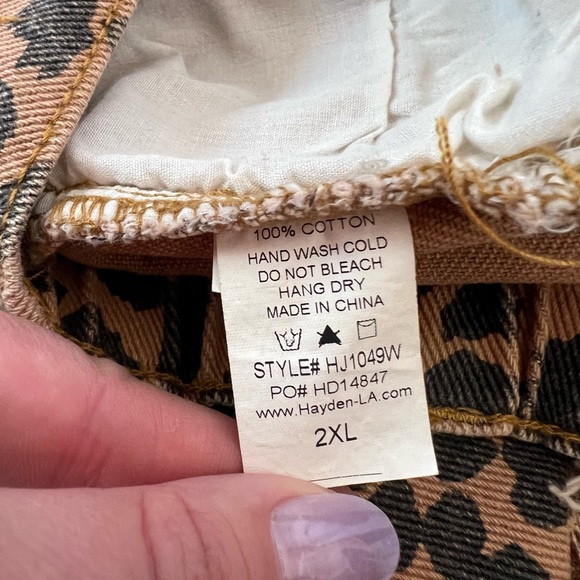 100% COTTON
HAND WASH COLD
DO NOT BLEACH
HANG DRY
MADE IN CHINA
STYLE# HJ1049W
PO# HD14847
www.Hayden-LA.com
2XL